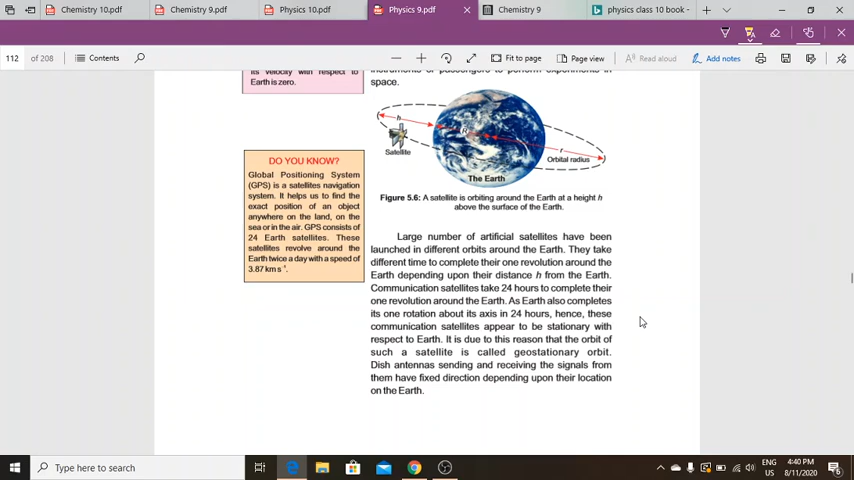 Chemistry 10.pdf
Chemistry 9.pdf
Physics 10.pdf
Physics 9.pdf
Chemistry 9
physics class 10 book -
112 of 208
Contents
Fit to page
Page view
Read aloud
Add notes
its velocity with respect to
Earth is zero.
instruments or passengers to perform experiments in
space.
h
R
r
Satellite
Orbital radius
The Earth
Figure 5.6: A satellite is orbiting around the Earth at a height h
above the surface of the Earth.
DO YOU KNOW?
Global Positioning System
(GPS) is a satellites navigation
system. It helps us to find the
exact position of an object
anywhere on the land, on the
sea or in the air. GPS consists of
24 Earth satellites. These
satellites revolve around the
Earth twice a day with a speed of
3.87 km s⁻¹.
Large number of artificial satellites have been
launched in different orbits around the Earth. They take
different time to complete their one revolution around the
Earth depending upon their distance h from the Earth.
Communication satellites take 24 hours to complete their
one revolution around the Earth. As Earth also completes
its one rotation about its axis in 24 hours, hence, these
communication satellites appear to be stationary with
respect to Earth. It is due to this reason that the orbit of
such a satellite is called geostationary orbit.
Dish antennas sending and receiving the signals from
them have fixed direction depending upon their location
on the Earth.
Type here to search
ENG
US
4:40 PM
8/11/2020
6